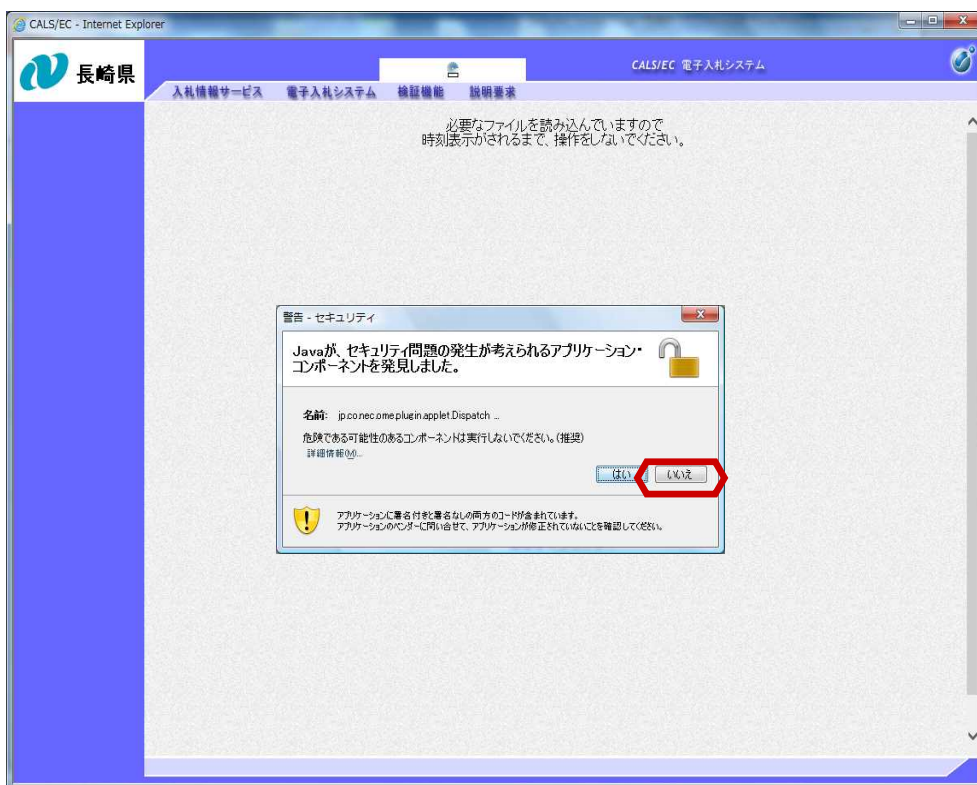 CALS/EC - Internet Explorer
長崎県
CALS/EC 電子入札システム
入札情報サービス 電子入札システム 検証機能 説明要求
必要なファイルを読み込んでいますので
時刻表示がされるまで、操作をしないでください。
警告 - セキュリティ
Javaが、セキュリティ問題の発生が考えられるアプリケーション・
コンポーネントを発見しました。
名前: jp.co.nec.ome.plugin.applet.Dispatch ...
危険である可能性のあるコンポーネントは実行しないでください。(推奨)
詳細情報(M)...
はい いいえ
アプリケーションに署名付きと署名なしの両方のコードが含まれています。
アプリケーションのベンダーに問い合せて、アプリケーションが修正されていないことを確認してください。